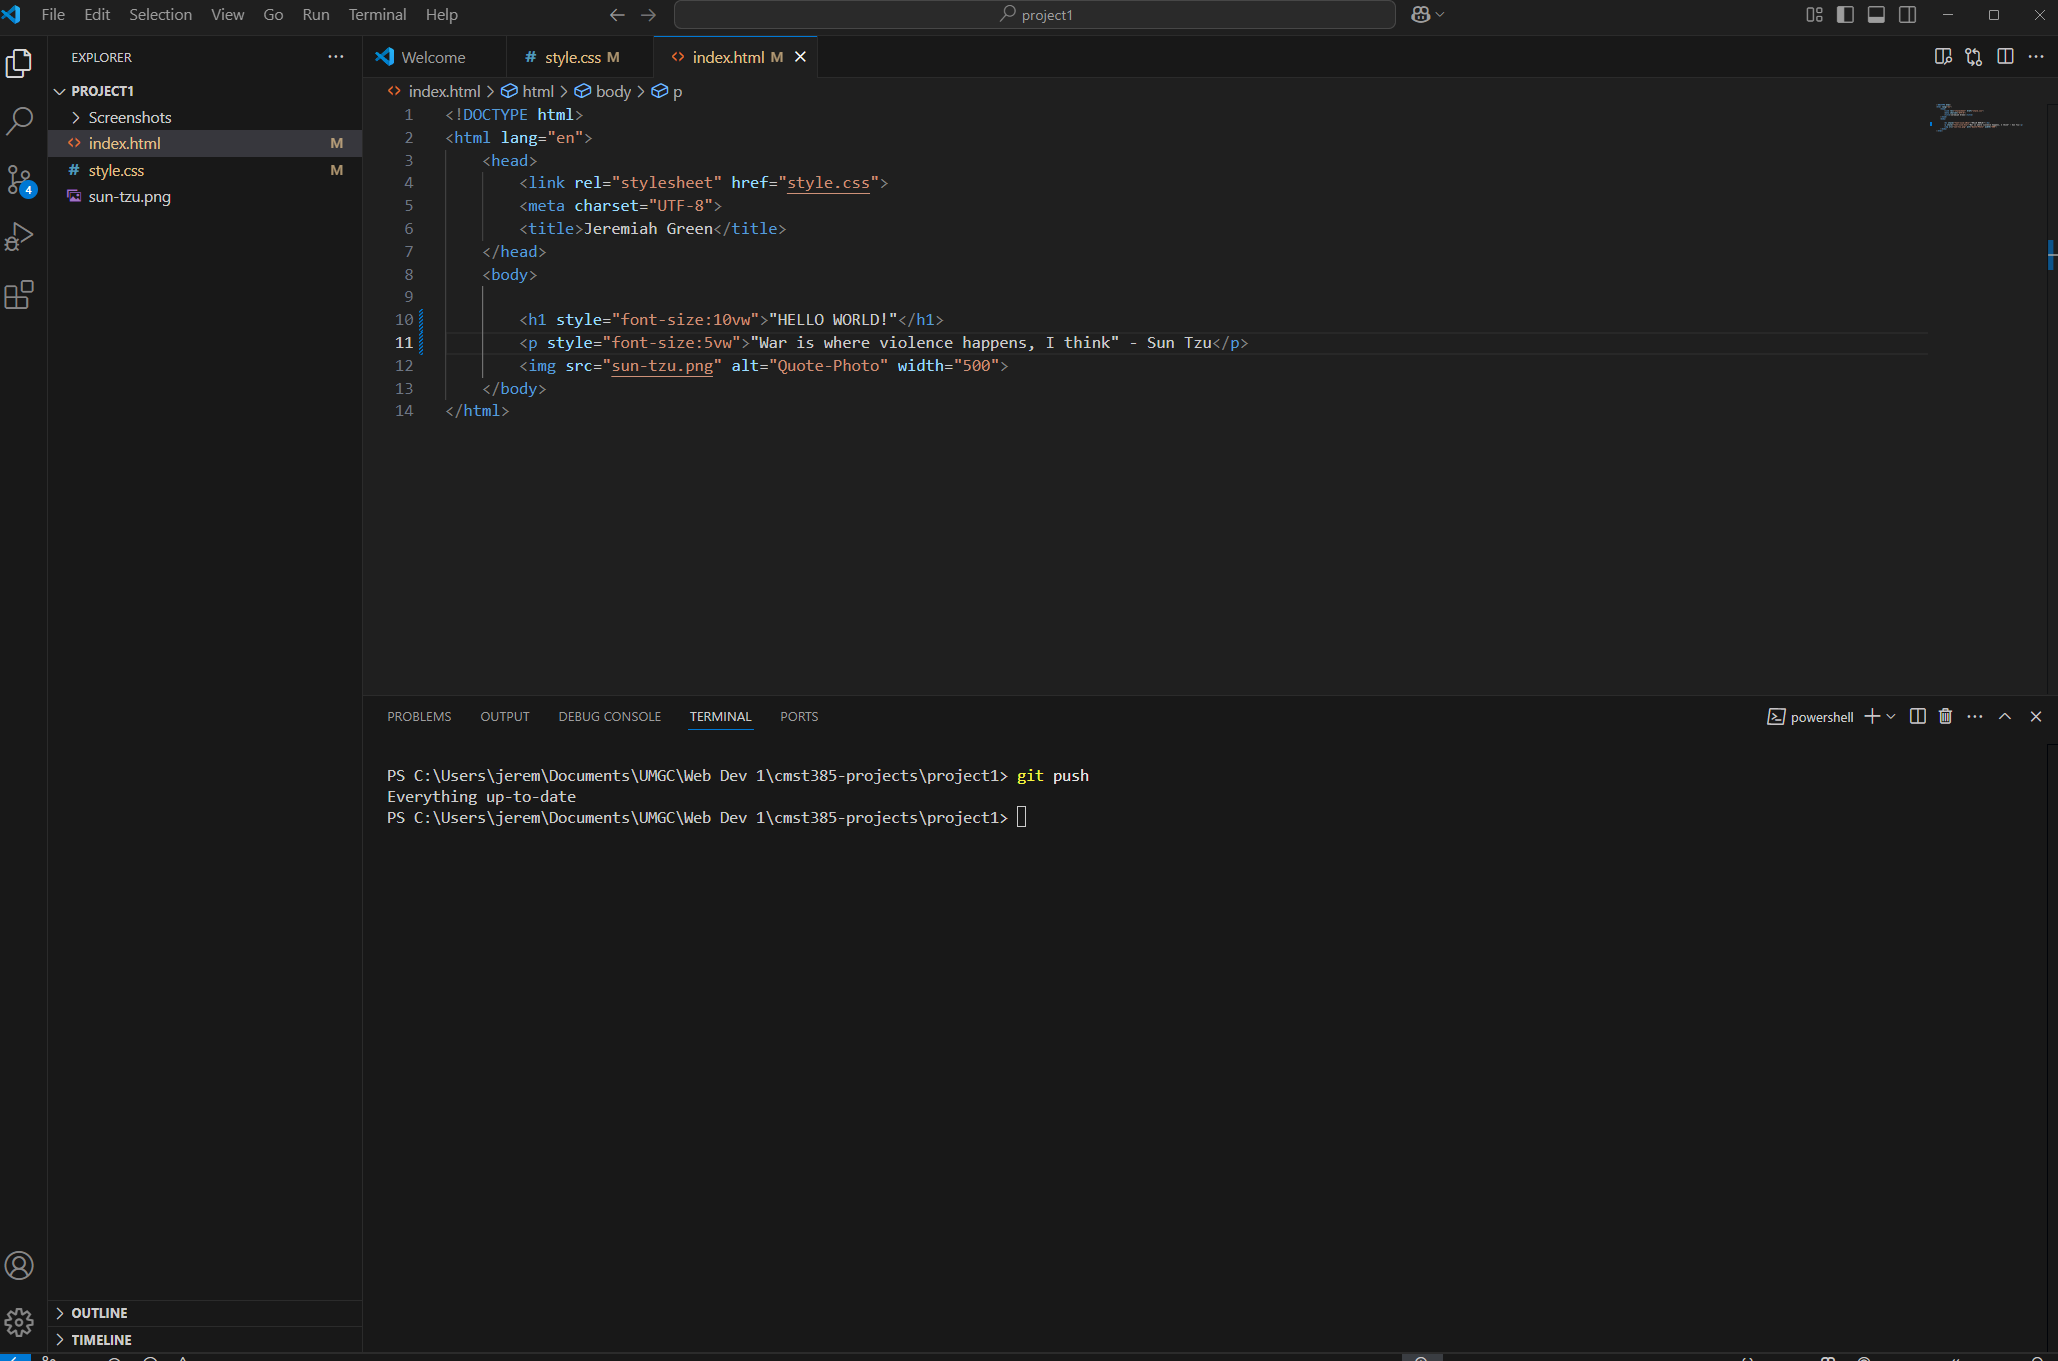 File Edit Selection View Go Run Terminal Help
project1
EXPLORER
PROJECT1
Screenshots
index.html M
style.css M
sun-tzu.png
4
OUTLINE
TIMELINE
Welcome
# style.css M
<> index.html M
<> index.html > html > body > p
1 <!DOCTYPE html>
2 <html lang="en">
3 <head>
4 <link rel="stylesheet" href="style.css">
5 <meta charset="UTF-8">
6 <title>Jeremiah Green</title>
7 </head>
8 <body>
9
10 <h1 style="font-size:10vw">"HELLO WORLD!"</h1>
11 <p style="font-size:5vw">"War is where violence happens, I think" - Sun Tzu</p>
12 <img src="sun-tzu.png" alt="Quote-Photo" width="500">
13 </body>
14 </html>
PROBLEMS OUTPUT DEBUG CONSOLE TERMINAL PORTS
powershell
PS C:\Users\jerem\Documents\UMGC\Web Dev 1\cmst385-projects\project1> git push
Everything up-to-date
PS C:\Users\jerem\Documents\UMGC\Web Dev 1\cmst385-projects\project1>